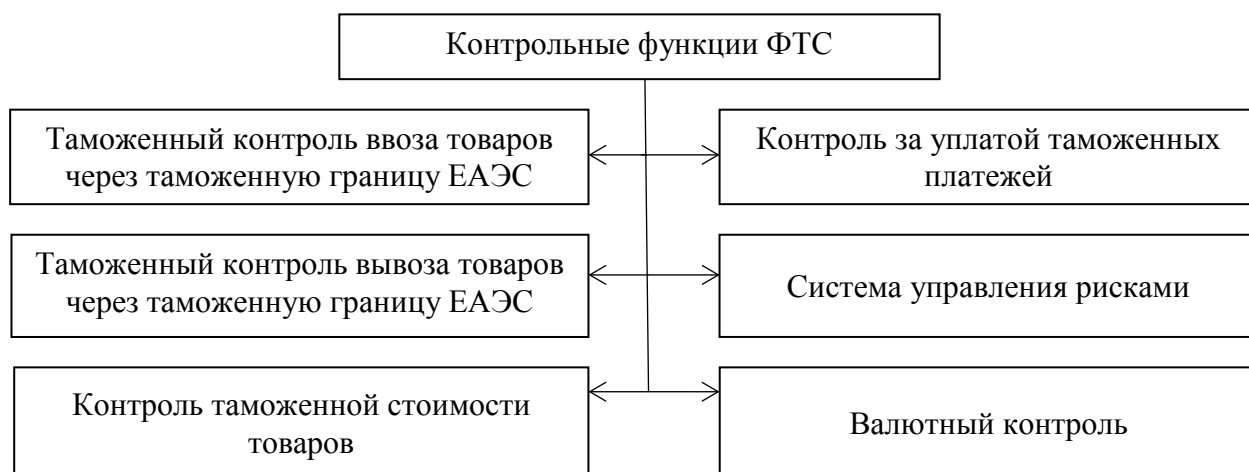 Контрольные функции ФТС
Таможенный контроль ввоза товаров
через таможенную границу ЕАЭС
Контроль за уплатой таможенных
платежей
Таможенный контроль вывоза товаров
через таможенную границу ЕАЭС
Система управления рисками
Контроль таможенной стоимости
товаров
Валютный контроль